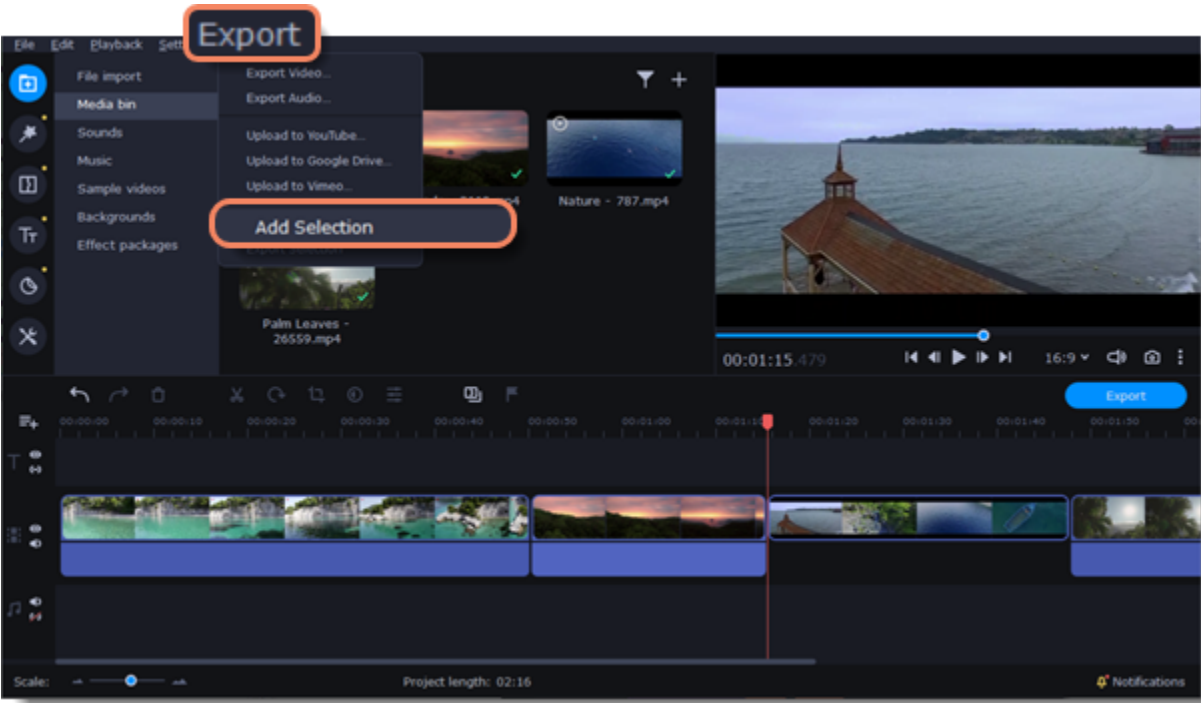 Export
File Edit Playback
File import
Export Video...
Media bin
Export Audio...
Sounds
Upload to YouTube...
Music
Upload to Google Drive...
Sample videos
Upload to Vimeo...
Nature - 787.mp4
Backgrounds
Add Selection
Effect packages
Export Selection
Palm Leaves -
26559.mp4
00:01:15.479
16:9
Export
00:00:00 00:00:10 00:00:20 00:00:30 00:00:40 00:00:50 00:01:00 00:01:20 00:01:30 00:01:40 00:01:50
Scale:
Project length: 02:16
Notifications